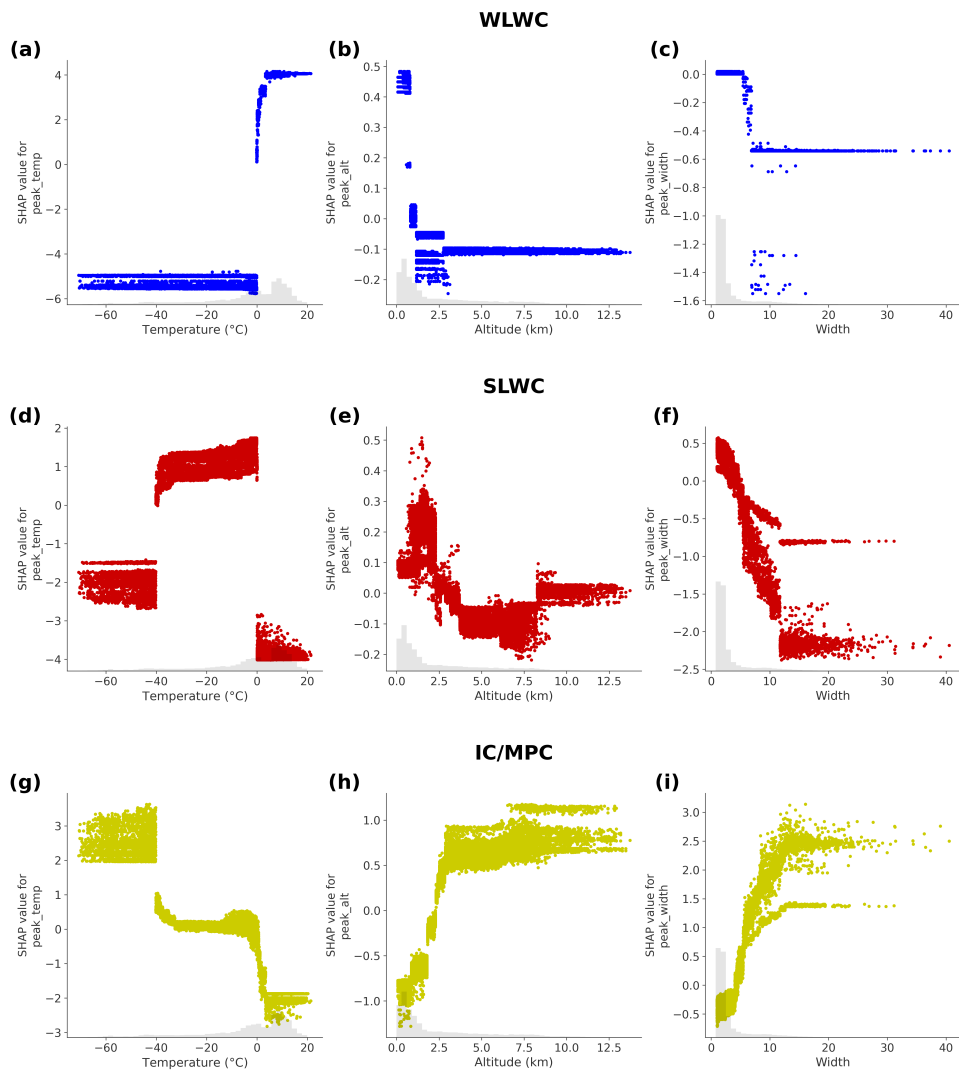 WLWC
(a)
(b)
(c)
SHAP value for
peak_temp
4
2
0
−2
−4
−6
−60
−40
−20
0
20
Temperature (°C)
SHAP value for
peak_alt
0.5
0.4
0.3
0.2
0.1
0.0
−0.1
−0.2
0.0
2.5
5.0
7.5
10.0
12.5
Altitude (km)
SHAP value for
peak_width
0.0
−0.2
−0.4
−0.6
−0.8
−1.0
−1.2
−1.4
−1.6
0
10
20
30
40
Width
SLWC
(d)
(e)
(f)
SHAP value for
peak_temp
2
1
0
−1
−2
−3
−4
−60
−40
−20
0
20
Temperature (°C)
SHAP value for
peak_alt
0.5
0.4
0.3
0.2
0.1
0.0
−0.1
−0.2
0.0
2.5
5.0
7.5
10.0
12.5
Altitude (km)
SHAP value for
peak_width
0.5
0.0
−0.5
−1.0
−1.5
−2.0
−2.5
0
10
20
30
40
Width
IC/MPC
(g)
(h)
(i)
SHAP value for
peak_temp
3
2
1
0
−1
−2
−3
−60
−40
−20
0
20
Temperature (°C)
SHAP value for
peak_alt
1.0
0.5
0.0
−0.5
−1.0
0.0
2.5
5.0
7.5
10.0
12.5
Altitude (km)
SHAP value for
peak_width
3.0
2.5
2.0
1.5
1.0
0.5
0.0
−0.5
0
10
20
30
40
Width